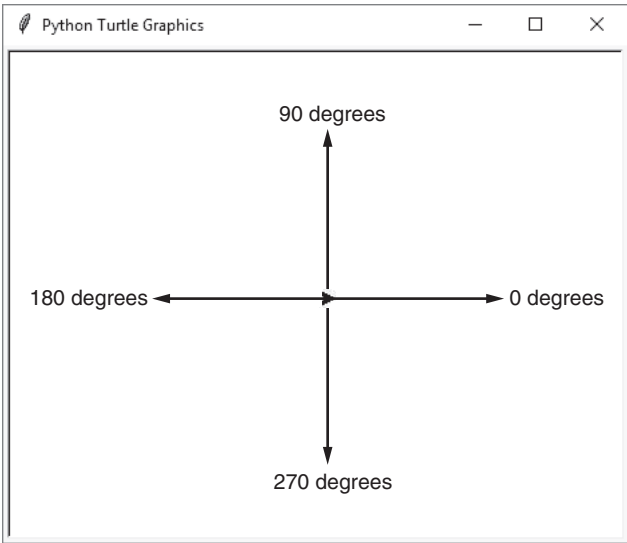 Python Turtle Graphics
90 degrees
180 degrees
0 degrees
270 degrees